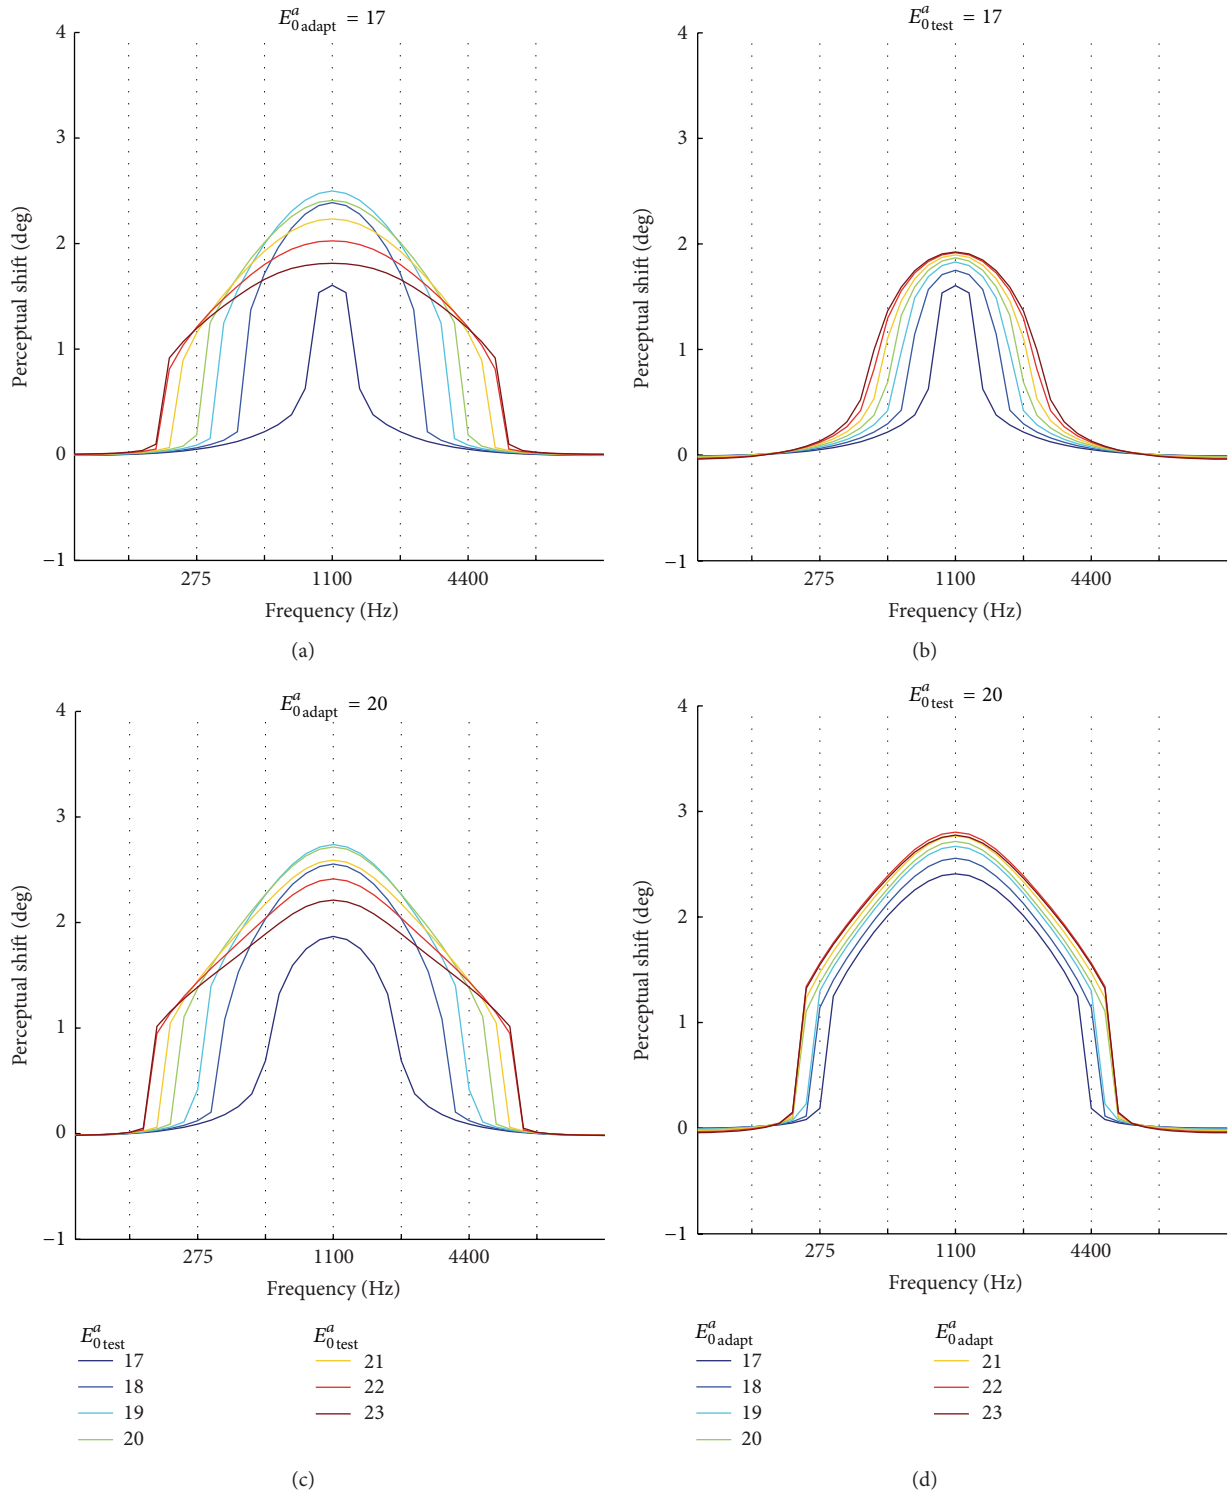 E^a_0 adapt = 17
4
3
2
1
0
−1
Perceptual shift (deg)
275 1100 4400
Frequency (Hz)
(a)
E^a_0 test = 17
4
3
2
1
0
−1
Perceptual shift (deg)
275 1100 4400
Frequency (Hz)
(b)
E^a_0 adapt = 20
4
3
2
1
0
−1
Perceptual shift (deg)
275 1100 4400
Frequency (Hz)
E^a_0 test
17
18
19
20
E^a_0 test
21
22
23
(c)
E^a_0 test = 20
4
3
2
1
0
−1
Perceptual shift (deg)
275 1100 4400
Frequency (Hz)
E^a_0 adapt
17
18
19
20
E^a_0 adapt
21
22
23
(d)